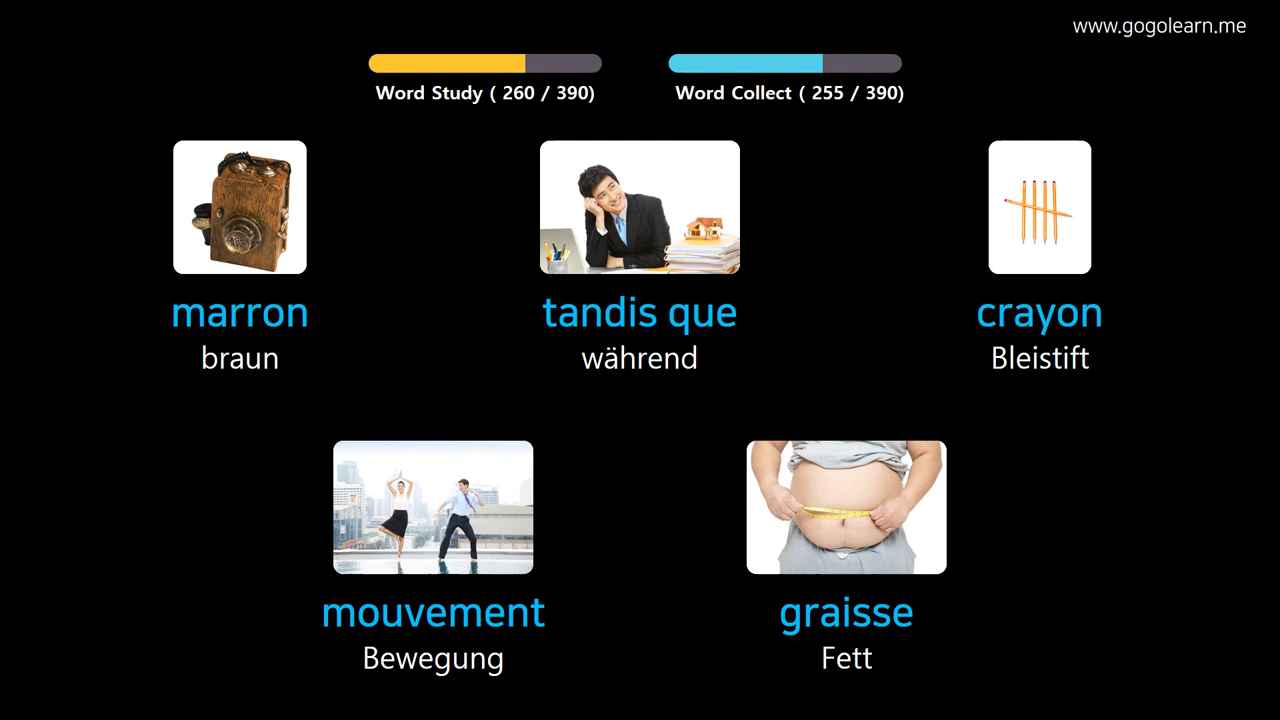 www.gogolearn.me
Word Study ( 260 / 390)
Word Collect ( 255 / 390)
marron
tandis que
crayon
braun
während
Bleistift
mouvement
graisse
Bewegung
Fett